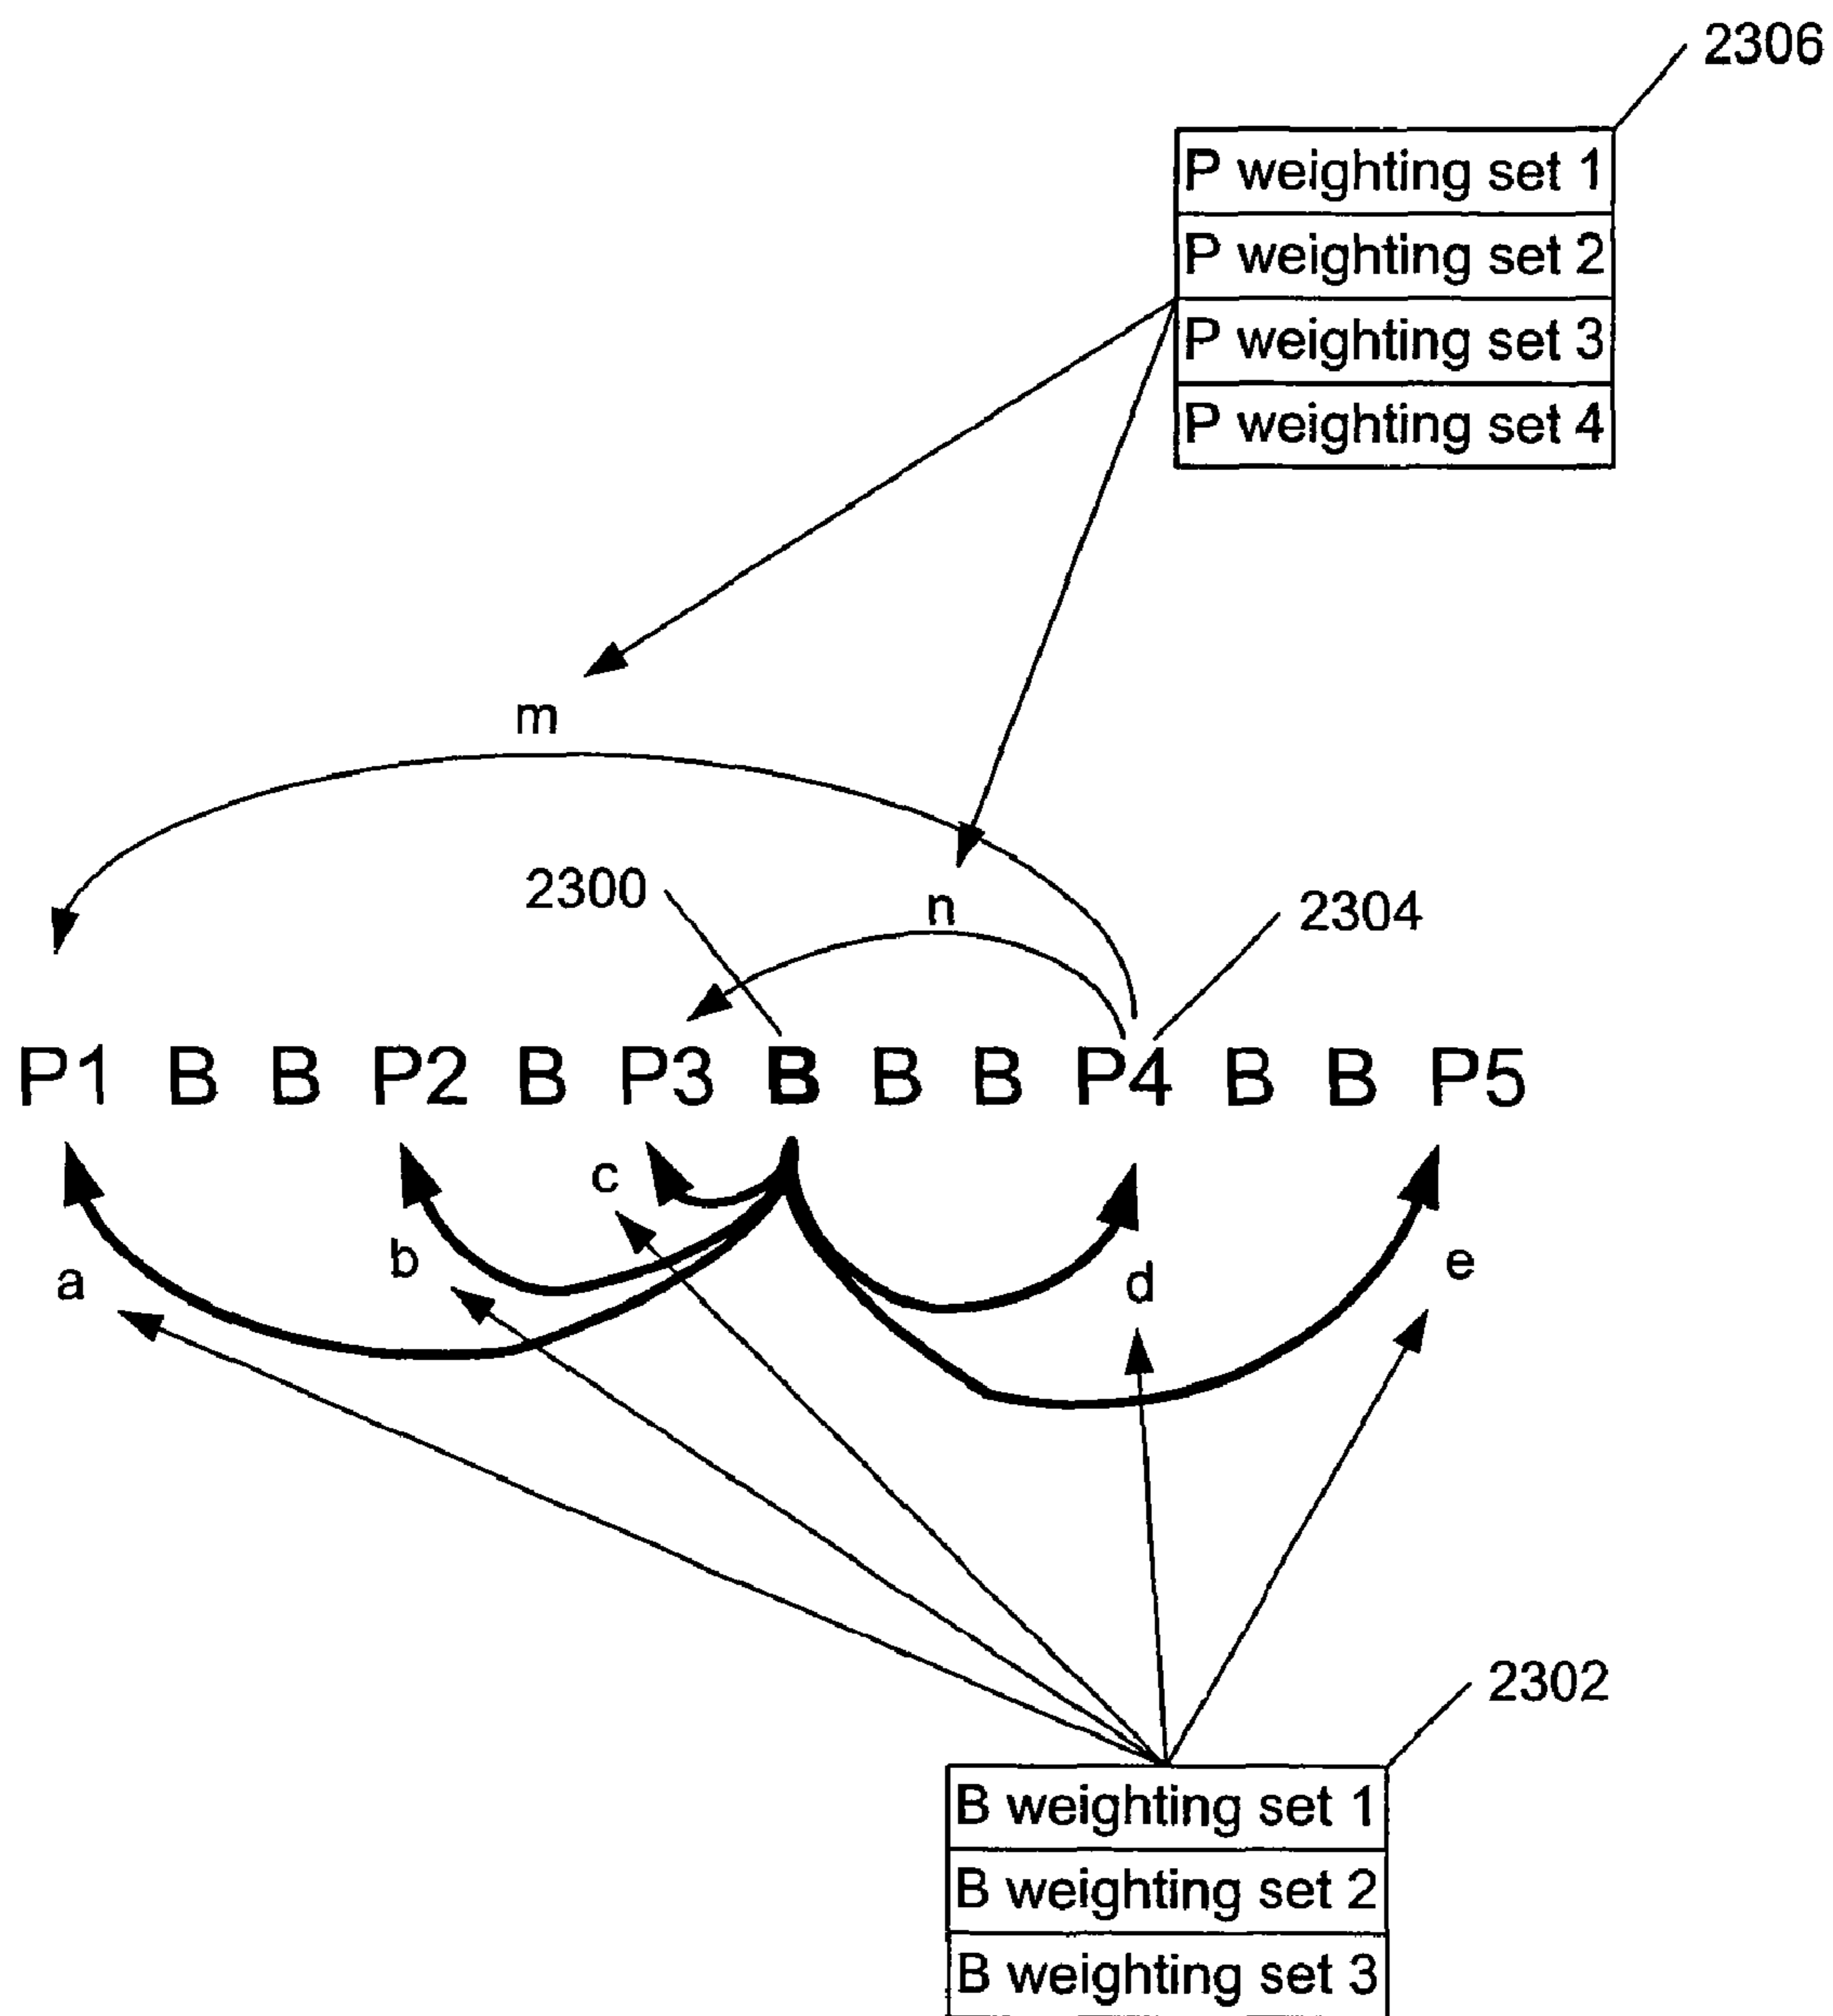 2306
P weighting set 1
P weighting set 2
P weighting set 3
P weighting set 4
m
2300
n
2304
P1 B B P2 B P3 B B B P4 B B P5
c
b
a
d
e
2302
B weighting set 1
B weighting set 2
B weighting set 3